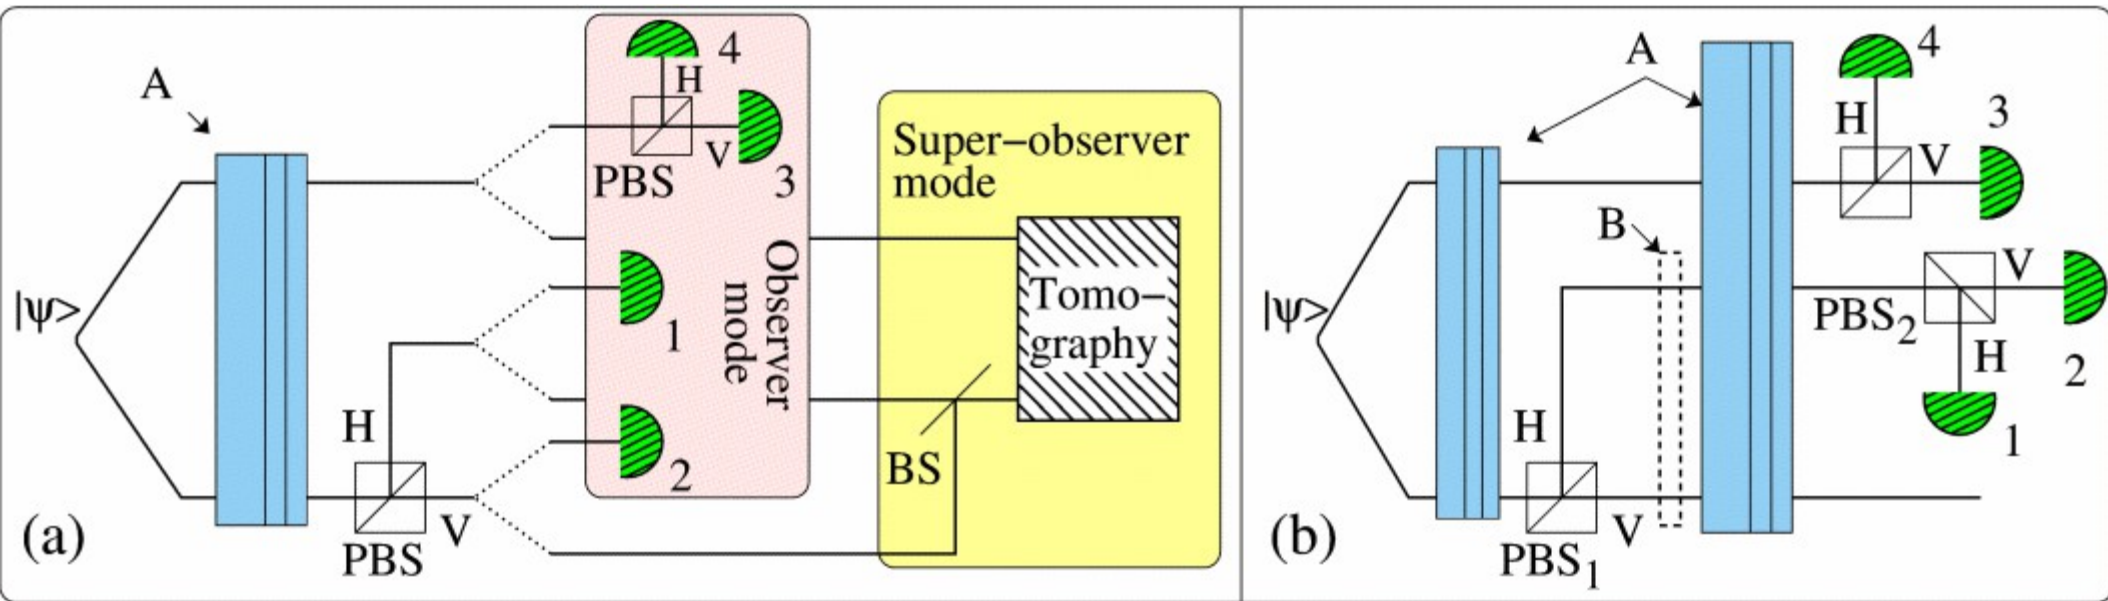 A
|ψ>
H
PBS
V
(a)
4
H
PBS
V
3
1
2
Observer
mode
Super-observer
mode
Tomo-
graphy
BS
A
|ψ>
B
H
PBS1
V
(b)
4
H
V
3
PBS2
V
H
2
1